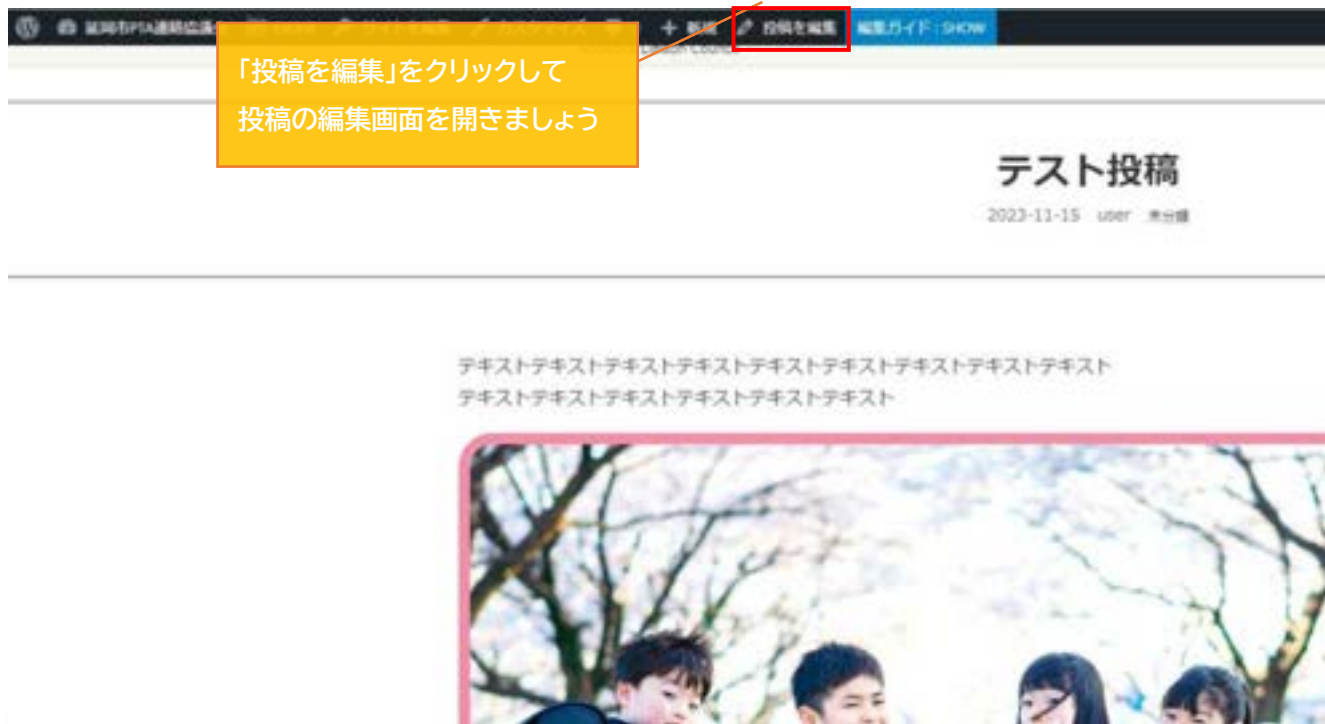 新規 投稿を編集 編集ガイド : SHOW
「投稿を編集」をクリックして
投稿の編集画面を開きましょう
テスト投稿
2023-11-15 user 未分類
テキストテキストテキストテキストテキストテキストテキストテキストテキスト
テキストテキストテキストテキストテキストテキスト